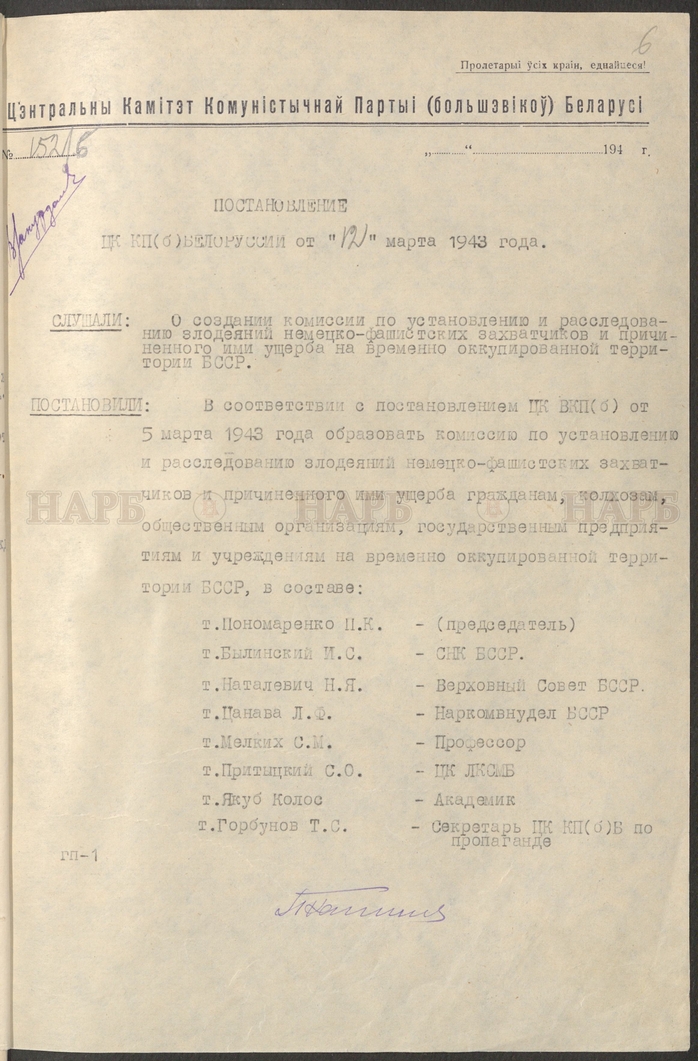 6
Пролетарыі ўсіх краін, еднайцеся!
Цэнтральны Камітэт Комуністычнай Партыі (большэвікоў) Беларусі
№ 152/б
„ “ 194 г.
ПОСТАНОВЛЕНИЕ
ЦК КП(б)БЕЛОРУССИИ от "12" марта 1943 года.
СЛУШАЛИ: О создании комиссии по установлению и расследова-
нию злодеяний немецко-фашистских захватчиков и причи-
ненного ими ущерба на временно оккупированной терри-
тории БССР.
ПОСТАНОВИЛИ: В соответствии с постановлением ЦК ВКП(б) от
5 марта 1943 года образовать комиссию по установлению
и расследованию злодеяний немецко-фашистских захват-
чиков и причиненного ими ущерба гражданам, колхозам,
НАРБ НАРБ НАРБ
общественным организациям, государственным предприя-
тиям и учреждениям на временно оккупированной терри-
тории БССР, в составе:
т.Пономаренко П.К. - (председатель)
т.Былинский И.С. - СНК БССР.
т.Наталевич Н.Я. - Верховный Совет БССР.
т.Цанава Л.Ф. - Наркомвнудел БССР
т.Мелких С.М. - Профессор
т.Притыцкий С.О. - ЦК ЛКСМБ
т.Якуб Колос - Академик
т.Горбунов Т.С. - Секретарь ЦК КП(б)Б по
пропаганде
гп-1